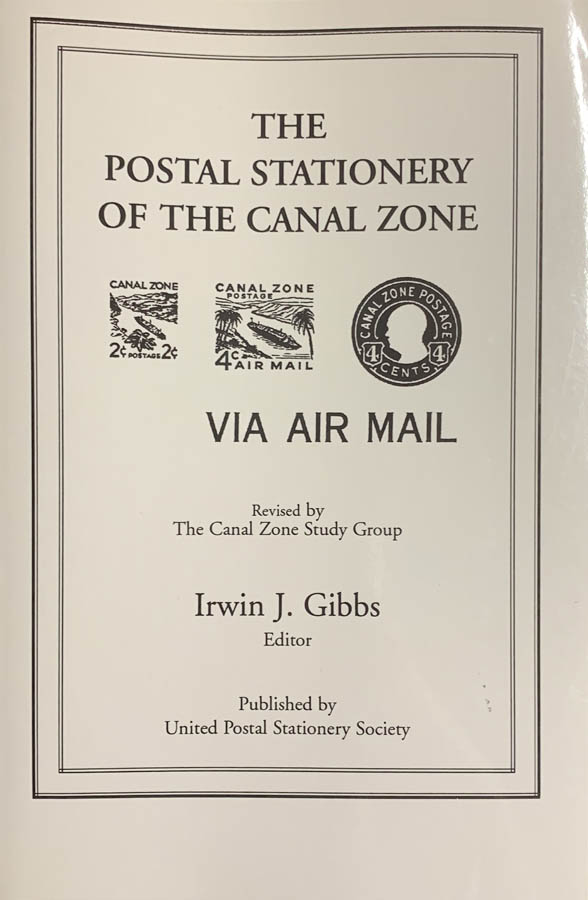 THE
POSTAL STATIONERY
OF THE CANAL ZONE
CANAL ZONE
2¢ POSTAGE 2¢
CANAL ZONE
POSTAGE
4¢ AIR MAIL
CANAL ZONE POSTAGE
4 CENTS 4
VIA AIR MAIL
Revised by
The Canal Zone Study Group
Irwin J. Gibbs
Editor
Published by
United Postal Stationery Society